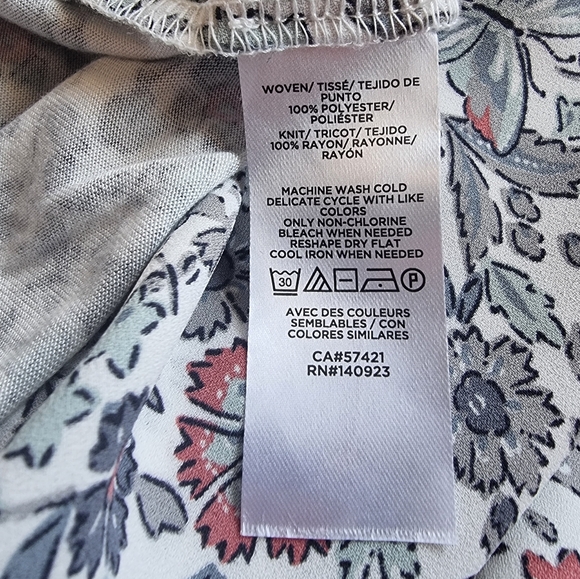 WOVEN/ TISSÉ/ TEJIDO DE
PUNTO
100% POLYESTER/
POLIÉSTER
KNIT/ TRICOT/ TEJIDO
100% RAYON/ RAYONNE/
RAYÓN
MACHINE WASH COLD
DELICATE CYCLE WITH LIKE
COLORS
ONLY NON-CHLORINE
BLEACH WHEN NEEDED
RESHAPE DRY FLAT
COOL IRON WHEN NEEDED
30 P
AVEC DES COULEURS
SEMBLABLES / CON
COLORES SIMILARES
CA#57421
RN#140923